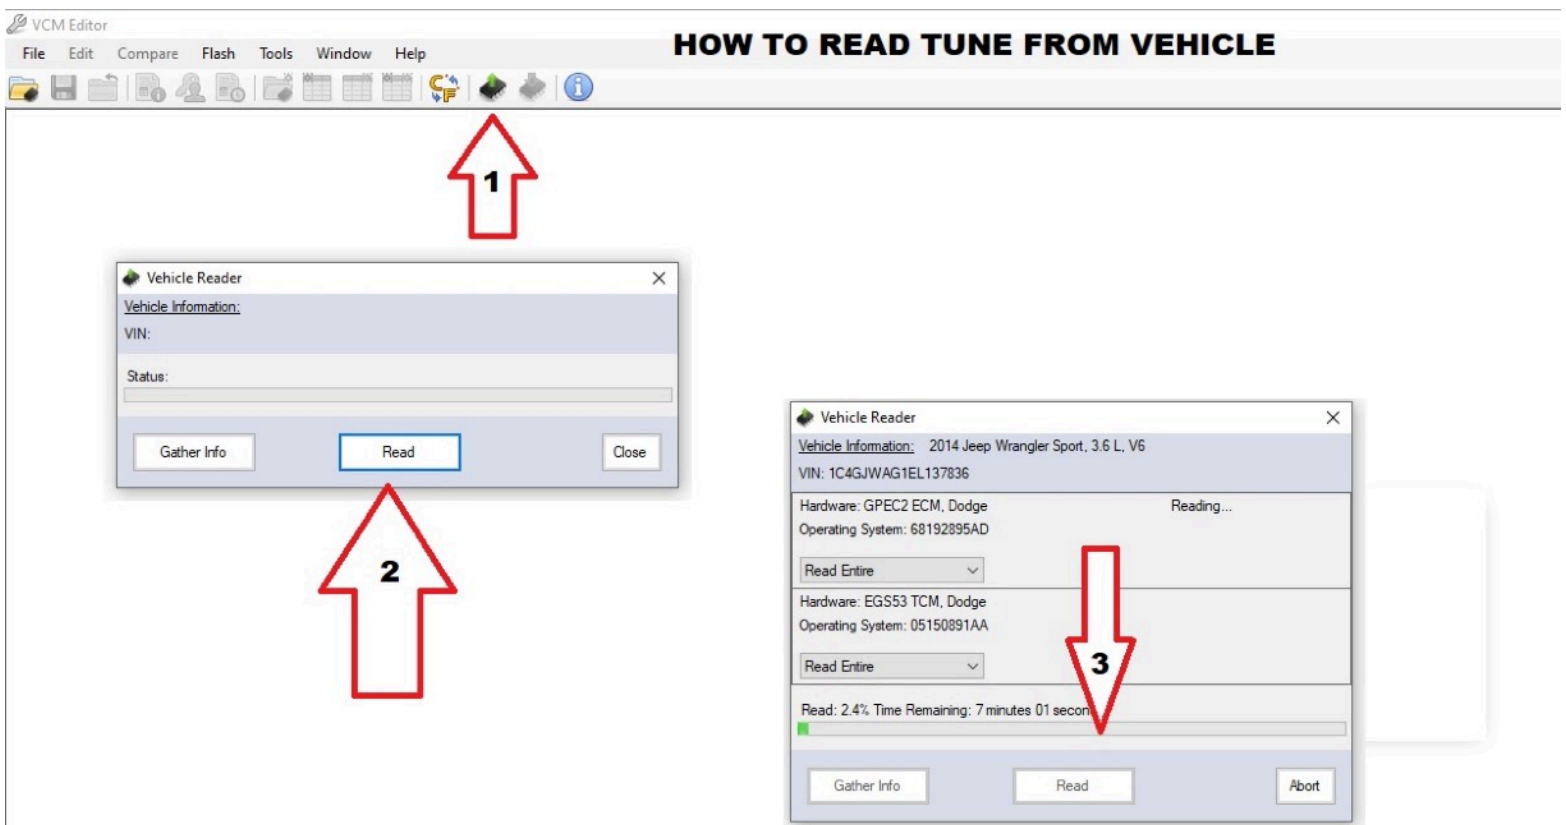 VCM Editor
HOW TO READ TUNE FROM VEHICLE
File Edit Compare Flash Tools Window Help
1
Vehicle Reader
Vehicle Information:
VIN:
Status:
Gather Info Read Close
2
Vehicle Reader
Vehicle Information: 2014 Jeep Wrangler Sport, 3.6 L, V6
VIN: 1C4GJWAG1EL137836
Hardware: GPEC2 ECM, Dodge Reading...
Operating System: 68192895AD
Read Entire
Hardware: EGS53 TCM, Dodge
Operating System: 05150891AA
Read Entire
3
Read: 2.4% Time Remaining: 7 minutes 01 secon
Gather Info Read Abort